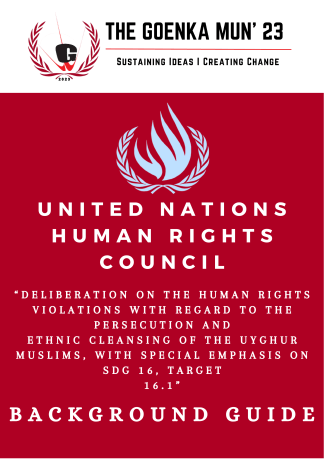 THE GOENKA MUN' 23
SUSTAINING IDEAS I CREATING CHANGE
G
2023
UNITED NATIONS
HUMAN RIGHTS
COUNCIL
"DELIBERATION ON THE HUMAN RIGHTS
VIOLATIONS WITH REGARD TO THE
PERSECUTION AND
ETHNIC CLEANSING OF THE UYGHUR
MUSLIMS, WITH SPECIAL EMPHASIS ON
SDG 16, TARGET
16.1"
BACKGROUND GUIDE